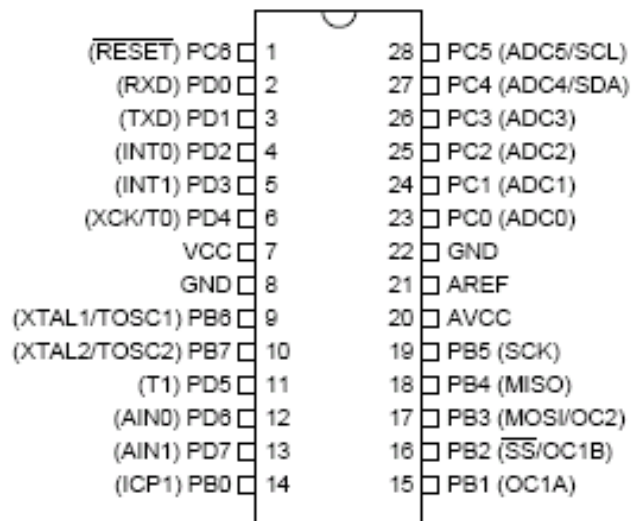 (RESET) PC6 1 28 PC5 (ADC5/SCL)
(RXD) PD0 2 27 PC4 (ADC4/SDA)
(TXD) PD1 3 26 PC3 (ADC3)
(INT0) PD2 4 25 PC2 (ADC2)
(INT1) PD3 5 24 PC1 (ADC1)
(XCK/T0) PD4 6 23 PC0 (ADC0)
VCC 7 22 GND
GND 8 21 AREF
(XTAL1/TOSC1) PB6 9 20 AVCC
(XTAL2/TOSC2) PB7 10 19 PB5 (SCK)
(T1) PD5 11 18 PB4 (MISO)
(AIN0) PD6 12 17 PB3 (MOSI/OC2)
(AIN1) PD7 13 16 PB2 (SS/OC1B)
(ICP1) PB0 14 15 PB1 (OC1A)